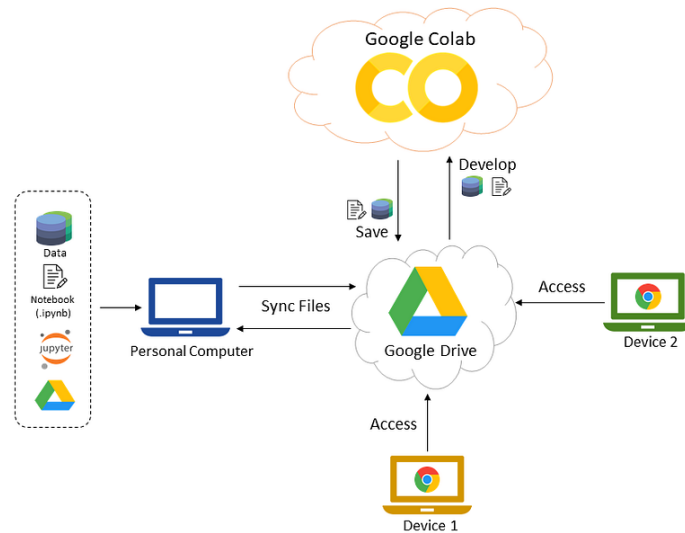 Google Colab
Develop
Save
Data
Notebook
(.ipynb)
jupyter
Personal Computer
Sync Files
Google Drive
Access
Device 2
Access
Device 1